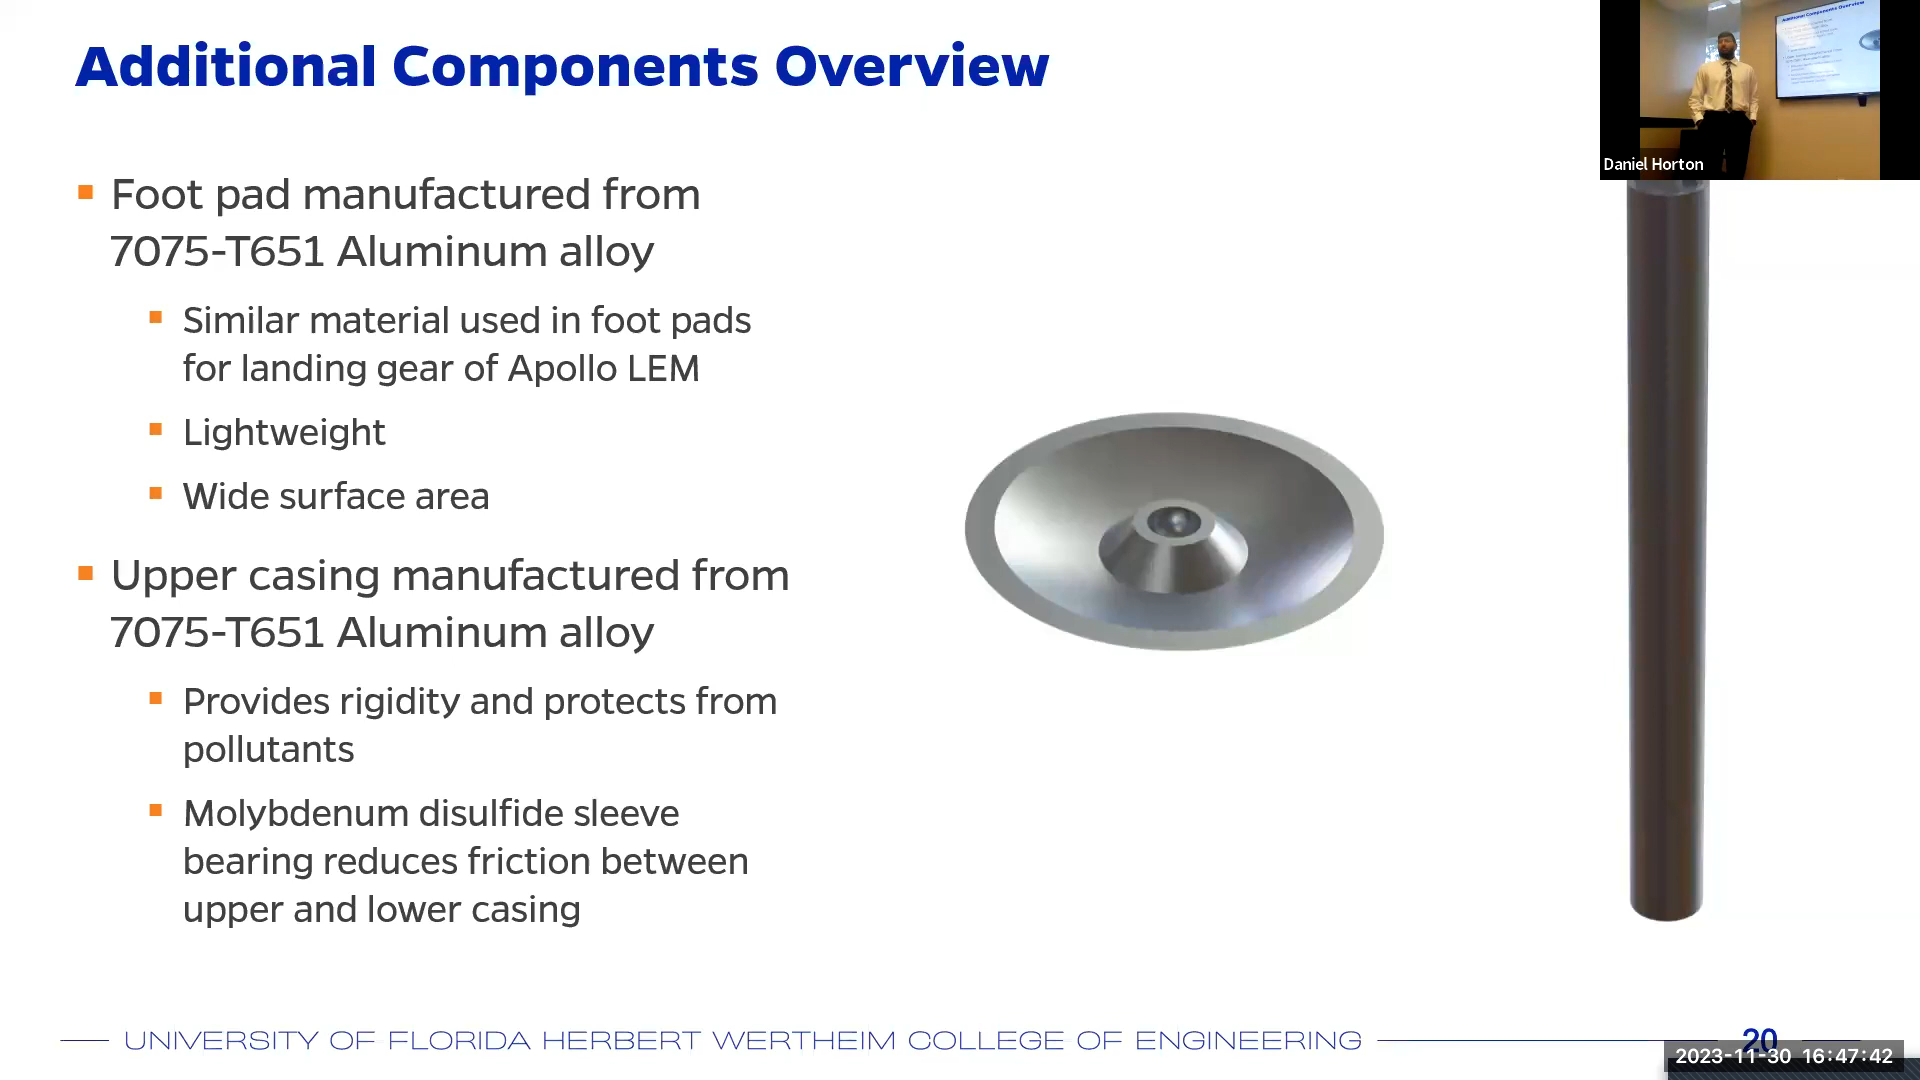 Additional Components Overview
Foot pad manufactured from
7075-T651 Aluminum alloy
Similar material used in foot pads
for landing gear of Apollo LEM
Lightweight
Wide surface area
Upper casing manufactured from
7075-T651 Aluminum alloy
Provides rigidity and protects from
pollutants
Molybdenum disulfide sleeve
bearing reduces friction between
upper and lower casing
Additional Components Overview
Daniel Horton
UNIVERSITY OF FLORIDA HERBERT WERTHEIM COLLEGE OF ENGINEERING
20
2023-11-30 16:47:42